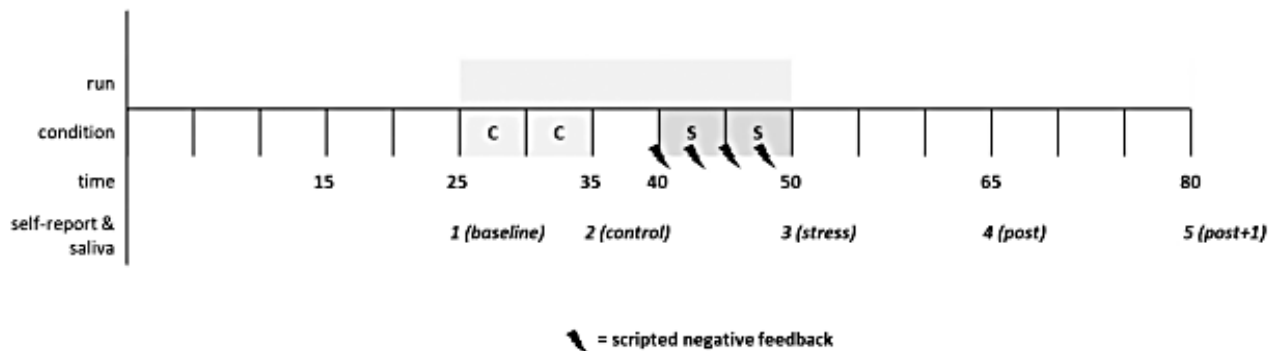 run
condition C C S S
time 15 25 35 40 50 65 80
self-report & saliva 1 (baseline) 2 (control) 3 (stress) 4 (post) 5 (post+1)
= scripted negative feedback